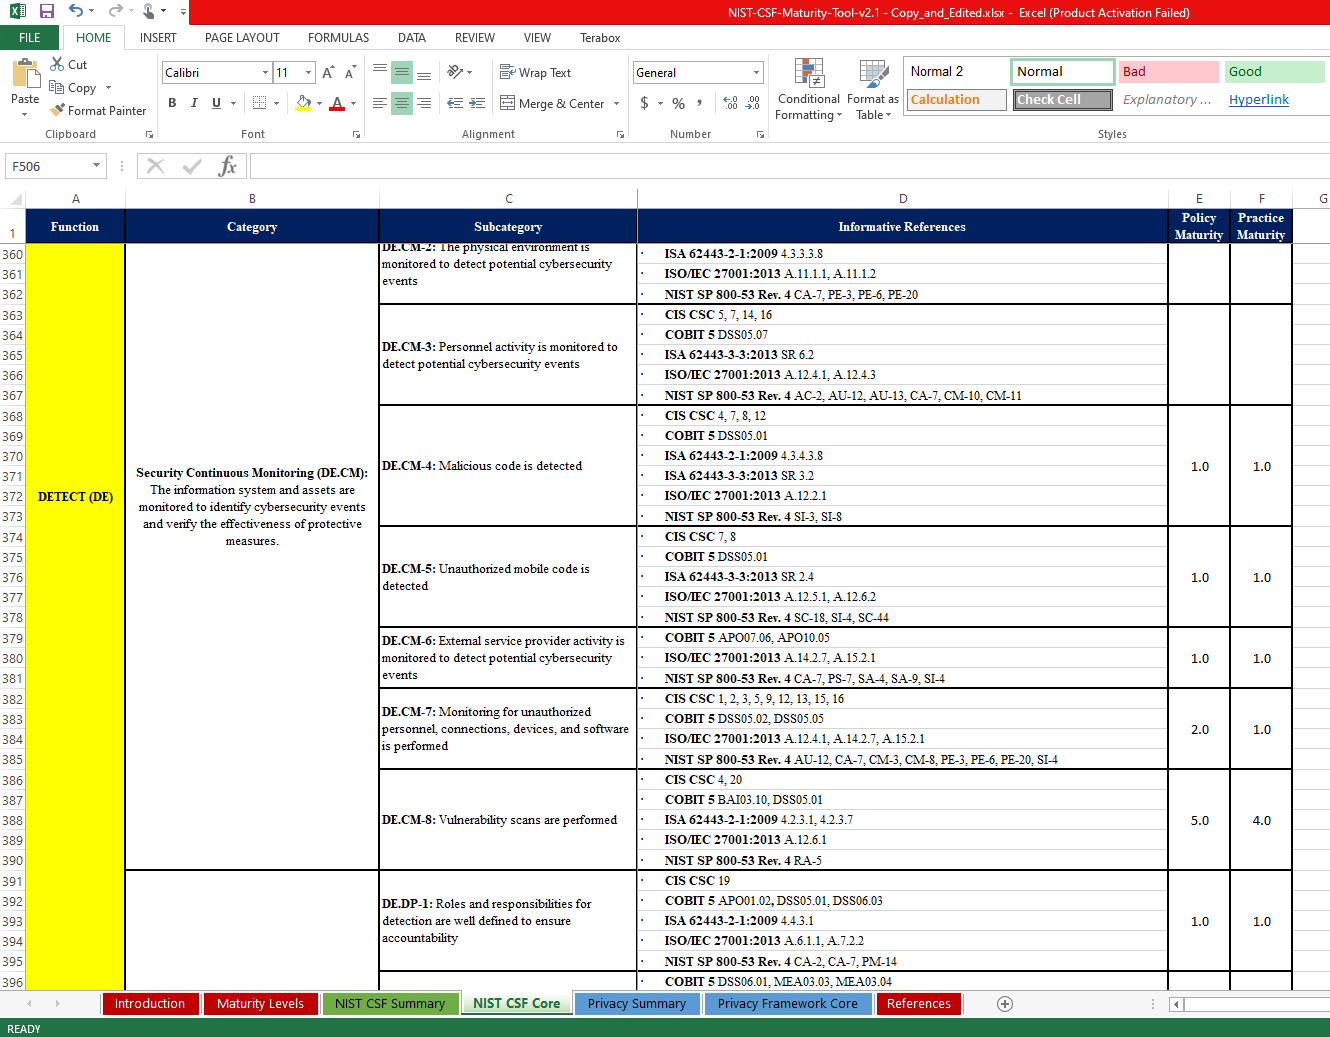 NIST-CSF-Maturity-Tool-v2.1 - Copy_and_Edited.xlsx - Excel (Product Activation Failed)
FILE HOME INSERT PAGE LAYOUT FORMULAS DATA REVIEW VIEW Terabox
Paste
Cut
Copy
Format Painter
Clipboard
Calibri 11
B I U
Font
Wrap Text
Merge & Center
Alignment
General
$ % ,
Number
Conditional Formatting
Format as Table
Normal 2 Normal Bad Good
Calculation Check Cell Explanatory ... Hyperlink
Styles
F506
fx
A B C D E F G
1 Function Category Subcategory Informative References Policy Maturity Practice Maturity
DETECT (DE)
Security Continuous Monitoring (DE.CM):
The information system and assets are
monitored to identify cybersecurity events
and verify the effectiveness of protective
measures.
DE.CM-2: The physical environment is
monitored to detect potential cybersecurity
events
360 · ISA 62443-2-1:2009 4.3.3.3.8
361 · ISO/IEC 27001:2013 A.11.1.1, A.11.1.2
362 · NIST SP 800-53 Rev. 4 CA-7, PE-3, PE-6, PE-20
DE.CM-3: Personnel activity is monitored to
detect potential cybersecurity events
363 · CIS CSC 5, 7, 14, 16
364 · COBIT 5 DSS05.07
365 · ISA 62443-3-3:2013 SR 6.2
366 · ISO/IEC 27001:2013 A.12.4.1, A.12.4.3
367 · NIST SP 800-53 Rev. 4 AC-2, AU-12, AU-13, CA-7, CM-10, CM-11
DE.CM-4: Malicious code is detected
368 · CIS CSC 4, 7, 8, 12
369 · COBIT 5 DSS05.01
370 · ISA 62443-2-1:2009 4.3.4.3.8
371 · ISA 62443-3-3:2013 SR 3.2
372 · ISO/IEC 27001:2013 A.12.2.1
373 · NIST SP 800-53 Rev. 4 SI-3, SI-8
1.0 1.0
DE.CM-5: Unauthorized mobile code is
detected
374 · CIS CSC 7, 8
375 · COBIT 5 DSS05.01
376 · ISA 62443-3-3:2013 SR 2.4
377 · ISO/IEC 27001:2013 A.12.5.1, A.12.6.2
378 · NIST SP 800-53 Rev. 4 SC-18, SI-4, SC-44
1.0 1.0
DE.CM-6: External service provider activity is
monitored to detect potential cybersecurity
events
379 · COBIT 5 APO07.06, APO10.05
380 · ISO/IEC 27001:2013 A.14.2.7, A.15.2.1
381 · NIST SP 800-53 Rev. 4 CA-7, PS-7, SA-4, SA-9, SI-4
1.0 1.0
DE.CM-7: Monitoring for unauthorized
personnel, connections, devices, and software
is performed
382 · CIS CSC 1, 2, 3, 5, 9, 12, 13, 15, 16
383 · COBIT 5 DSS05.02, DSS05.05
384 · ISO/IEC 27001:2013 A.12.4.1, A.14.2.7, A.15.2.1
385 · NIST SP 800-53 Rev. 4 AU-12, CA-7, CM-3, CM-8, PE-3, PE-6, PE-20, SI-4
2.0 1.0
DE.CM-8: Vulnerability scans are performed
386 · CIS CSC 4, 20
387 · COBIT 5 BAI03.10, DSS05.01
388 · ISA 62443-2-1:2009 4.2.3.1, 4.2.3.7
389 · ISO/IEC 27001:2013 A.12.6.1
390 · NIST SP 800-53 Rev. 4 RA-5
5.0 4.0
DE.DP-1: Roles and responsibilities for
detection are well defined to ensure
accountability
391 · CIS CSC 19
392 · COBIT 5 APO01.02, DSS05.01, DSS06.03
393 · ISA 62443-2-1:2009 4.4.3.1
394 · ISO/IEC 27001:2013 A.6.1.1, A.7.2.2
395 · NIST SP 800-53 Rev. 4 CA-2, CA-7, PM-14
1.0 1.0
396 · COBIT 5 DSS06.01, MEA03.03, MEA03.04
Introduction Maturity Levels NIST CSF Summary NIST CSF Core Privacy Summary Privacy Framework Core References
READY